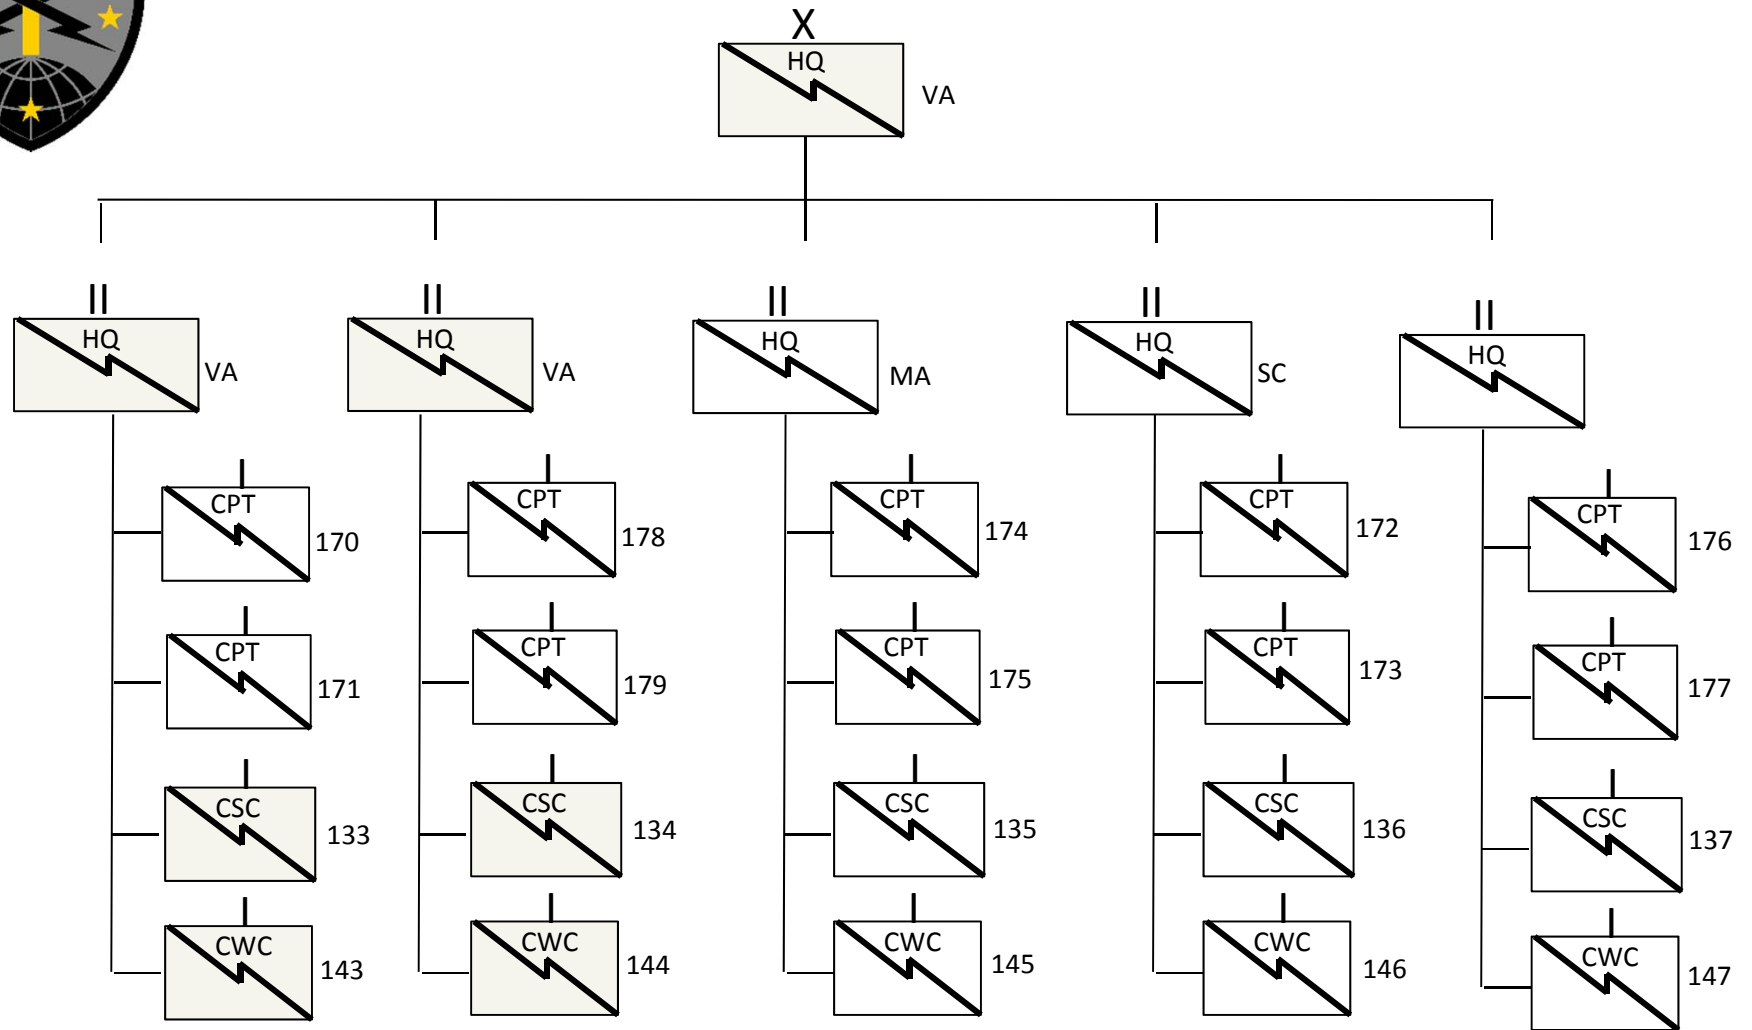 X
HQ
VA
II
HQ
VA
II
HQ
VA
II
HQ
MA
II
HQ
SC
II
HQ
I
CPT
170
I
CPT
171
I
CSC
133
I
CWC
143
I
CPT
178
I
CPT
179
I
CSC
134
I
CWC
144
I
CPT
174
I
CPT
175
I
CSC
135
I
CWC
145
I
CPT
172
I
CPT
173
I
CSC
136
I
CWC
146
I
CPT
176
I
CPT
177
I
CSC
137
I
CWC
147